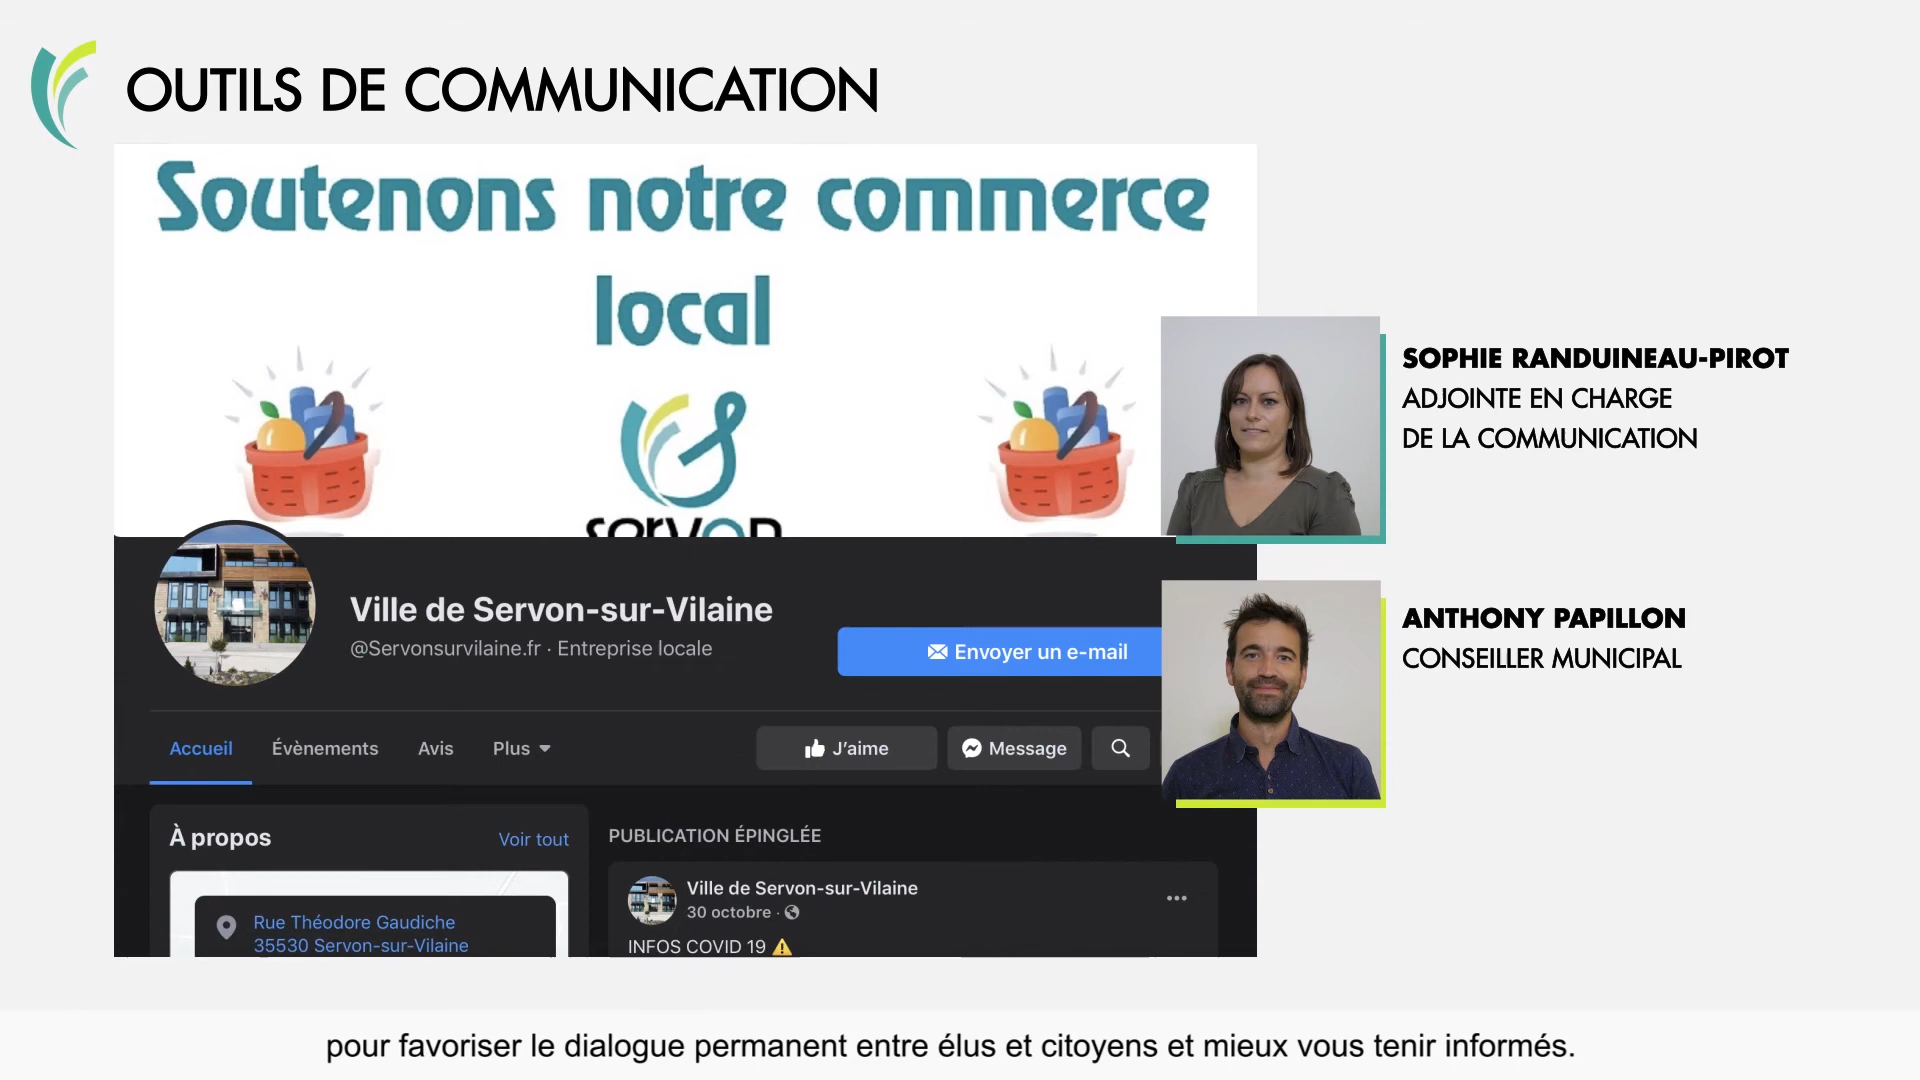 OUTILS DE COMMUNICATION
Soutenons notre commerce
local
servon
SOPHIE RANDUINEAU-PIROT
ADJOINTE EN CHARGE
DE LA COMMUNICATION
Ville de Servon-sur-Vilaine
@Servonsurvilaine.fr · Entreprise locale
Envoyer un e-mail
ANTHONY PAPILLON
CONSEILLER MUNICIPAL
Accueil Évènements Avis Plus J’aime Message
À propos Voir tout
PUBLICATION ÉPINGLÉE
Ville de Servon-sur-Vilaine
30 octombre ·
Rue Théodore Gaudiche
35530 Servon-sur-Vilaine
INFOS COVID 19 ⚠
pour favoriser le dialogue permanent entre élus et citoyens et mieux vous tenir informés.